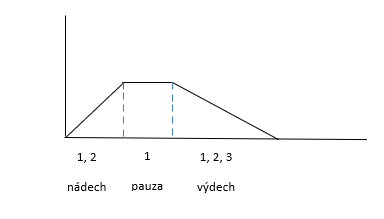 1, 2 1 1, 2, 3
nádech pauza výdech